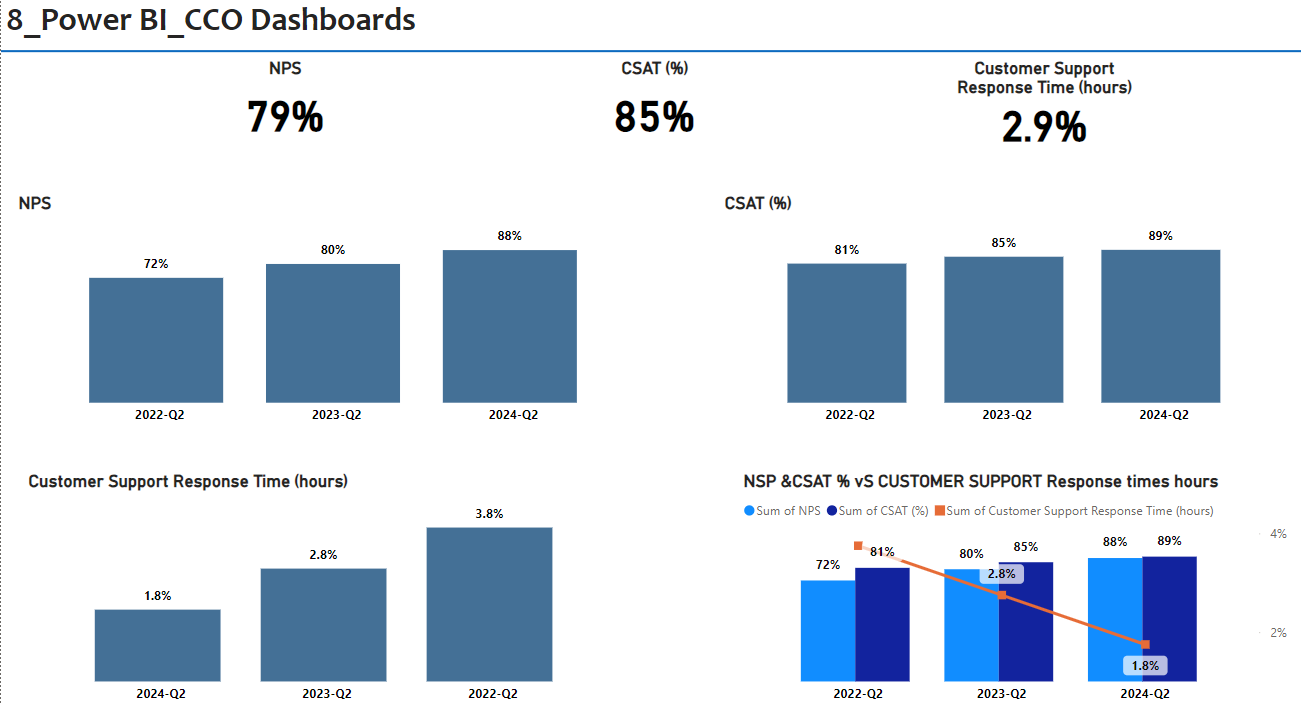 8_Power BI_CCO Dashboards
NPS
79%
CSAT (%)
85%
Customer Support
Response Time (hours)
2.9%
NPS
72%
80%
88%
2022-Q2
2023-Q2
2024-Q2
CSAT (%)
81%
85%
89%
2022-Q2
2023-Q2
2024-Q2
Customer Support Response Time (hours)
1.8%
2.8%
3.8%
2024-Q2
2023-Q2
2022-Q2
NSP &CSAT % vS CUSTOMER SUPPORT Response times hours
Sum of NPS
Sum of CSAT (%)
Sum of Customer Support Response Time (hours)
72%
81%
80%
85%
88%
89%
2.8%
1.8%
4%
2%
2022-Q2
2023-Q2
2024-Q2